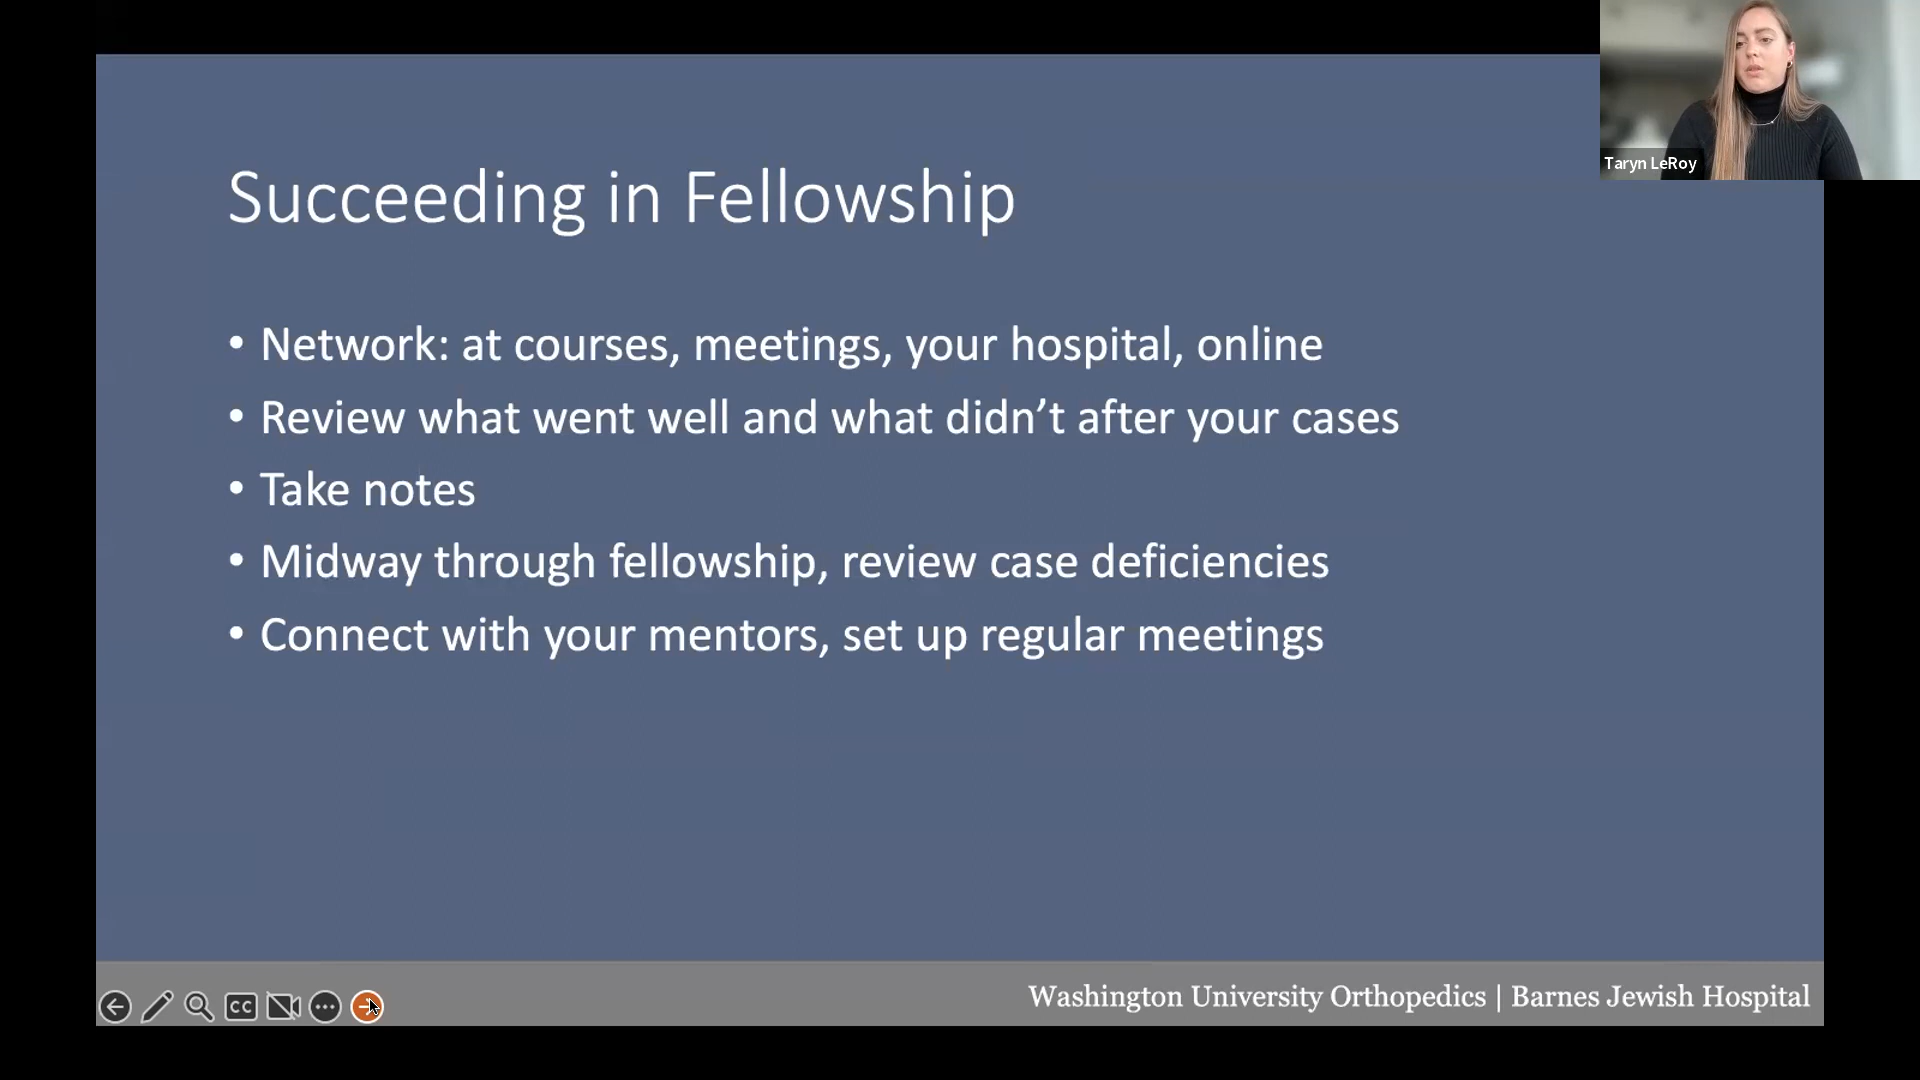 Taryn LeRoy
Succeeding in Fellowship
• Network: at courses, meetings, your hospital, online
• Review what went well and what didn’t after your cases
• Take notes
• Midway through fellowship, review case deficiencies
• Connect with your mentors, set up regular meetings
CC
Washington University Orthopedics | Barnes Jewish Hospital